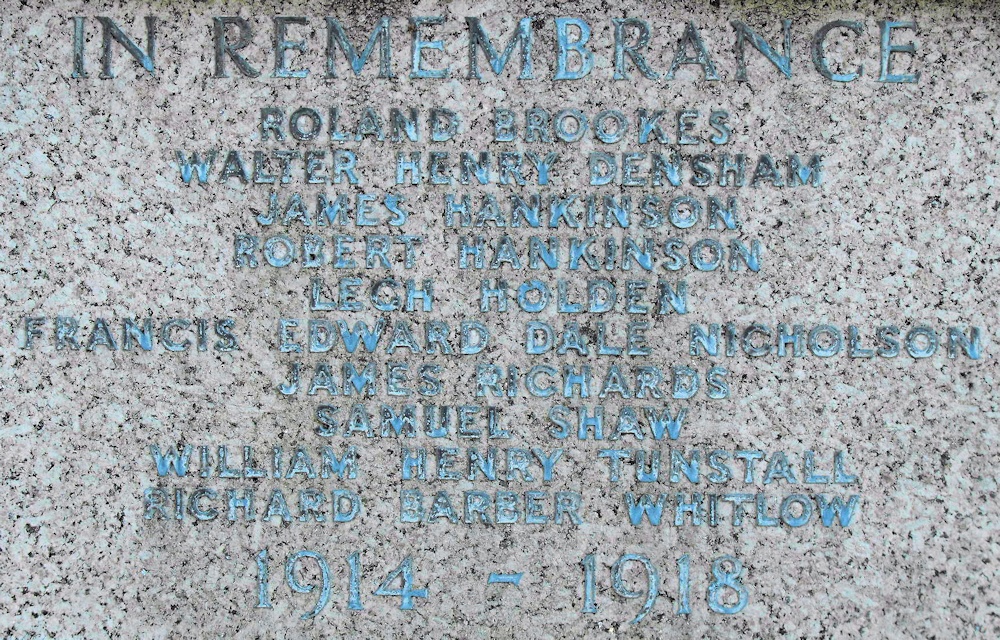 IN REMEMBRANCE
ROLAND BROOKES
WALTER HENRY DENSHAM
JAMES HANKINSON
ROBERT HANKINSON
LEGH HOLDEN
FRANCIS EDWARD DALE NICHOLSON
JAMES RICHARDS
SAMUEL SHAW
WILLIAM HENRY TUNSTALL
RICHARD BARBER WHITLOW
1914 - 1918